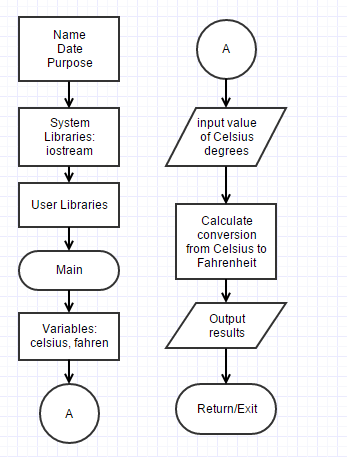 Name
Date
Purpose
System
Libraries:
iostream
User Libraries
Main
Variables:
celsius, fahren
A
A
input value
of Celsius
degrees
Calculate
conversion
from Celsius to
Fahrenheit
Output
results
Return/Exit